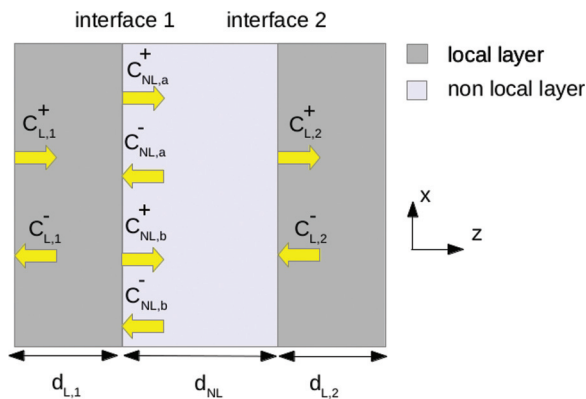 interface 1
interface 2
local layer
non local layer
C+NL,a
C+L,1
C-NL,a
C+L,2
C-L,1
C+NL,b
C-L,2
C-NL,b
x
z
dL,1
dNL
dL,2